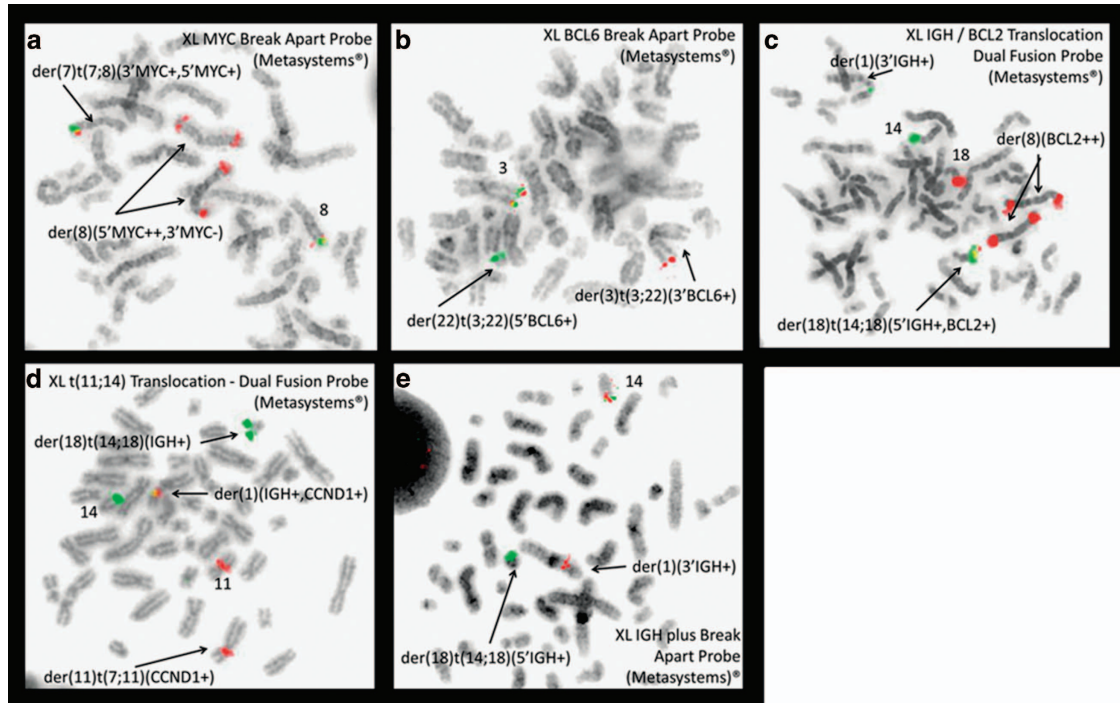 a
XL MYC Break Apart Probe
(Metasystems®)
der(7)t(7;8)(3'MYC+,5'MYC+)
8
der(8)(5'MYC++,3'MYC-)
b
XL BCL6 Break Apart Probe
(Metasystems®)
3
der(3)t(3;22)(3'BCL6+)
der(22)t(3;22)(5'BCL6+)
c
XL IGH / BCL2 Translocation
Dual Fusion Probe
(Metasystems®)
der(1)(3'IGH+)
14
18
der(8)(BCL2++)
der(18)t(14;18)(5'IGH+,BCL2+)
d
XL t(11;14) Translocation - Dual Fusion Probe
(Metasystems®)
der(18)t(14;18)(IGH+)
14
der(1)(IGH+,CCND1+)
11
der(11)t(7;11)(CCND1+)
e
14
der(1)(3'IGH+)
der(18)t(14;18)(5'IGH+)
XL IGH plus Break
Apart Probe
(Metasystems)®